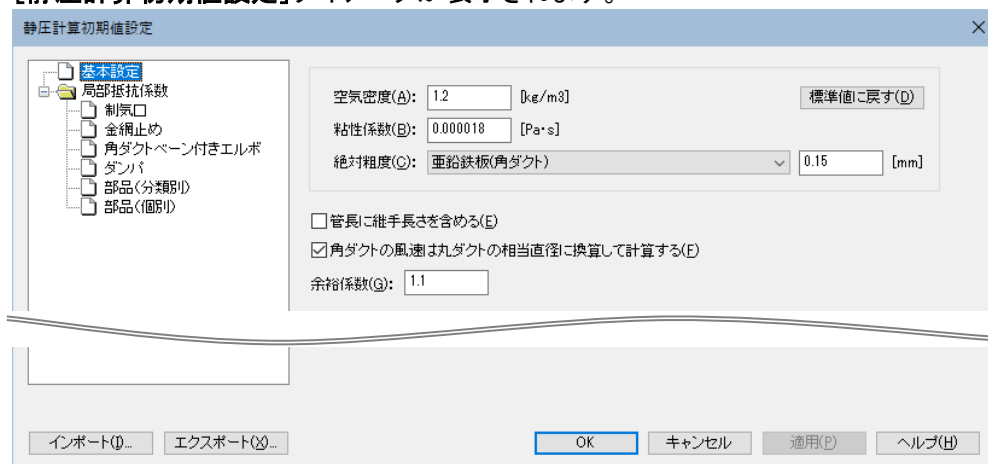 静圧計算初期値設定
基本設定
局部抵抗係数
制気口
金網止め
角ダクトベーン付きエルボ
ダンパ
部品(分類別)
部品(個別)
空気密度(A): 1.2 [kg/m3] 標準値に戻す(D)
粘性係数(B): 0.000018 [Pa・s]
絶対粗度(C): 亜鉛鉄板(角ダクト) 0.15 [mm]
管長に継手長さを含める(E)
角ダクトの風速は丸ダクトの相当直径に換算して計算する(F)
余裕係数(G): 1.1
インポート(I)... エクスポート(X)... OK キャンセル 適用(P) ヘルプ(H)